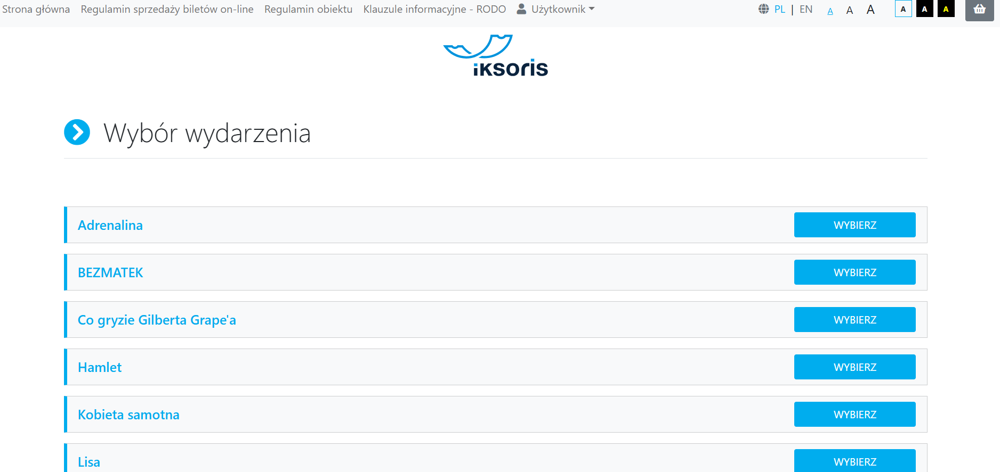 Strona główna Regulamin sprzedaży biletów on-line Regulamin obiektu Klauzule informacyjne - RODO Użytkownik PL | EN A A A A A A
iksoris
Wybór wydarzenia
Adrenalina WYBIERZ
BEZMATEK WYBIERZ
Co gryzie Gilberta Grape'a WYBIERZ
Hamlet WYBIERZ
Kobieta samotna WYBIERZ
Lisa WYBIERZ